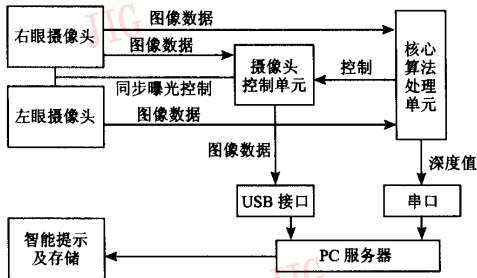 图像数据
右眼摄像头
JIG
图像数据
核心
算法
处理
单元
摄像头
控制单元
控制
同步曝光控制
左眼摄像头
图像数据
图像数据
深度值
USB 接口
串口
智能提示
及存储
PC 服务器
JIG